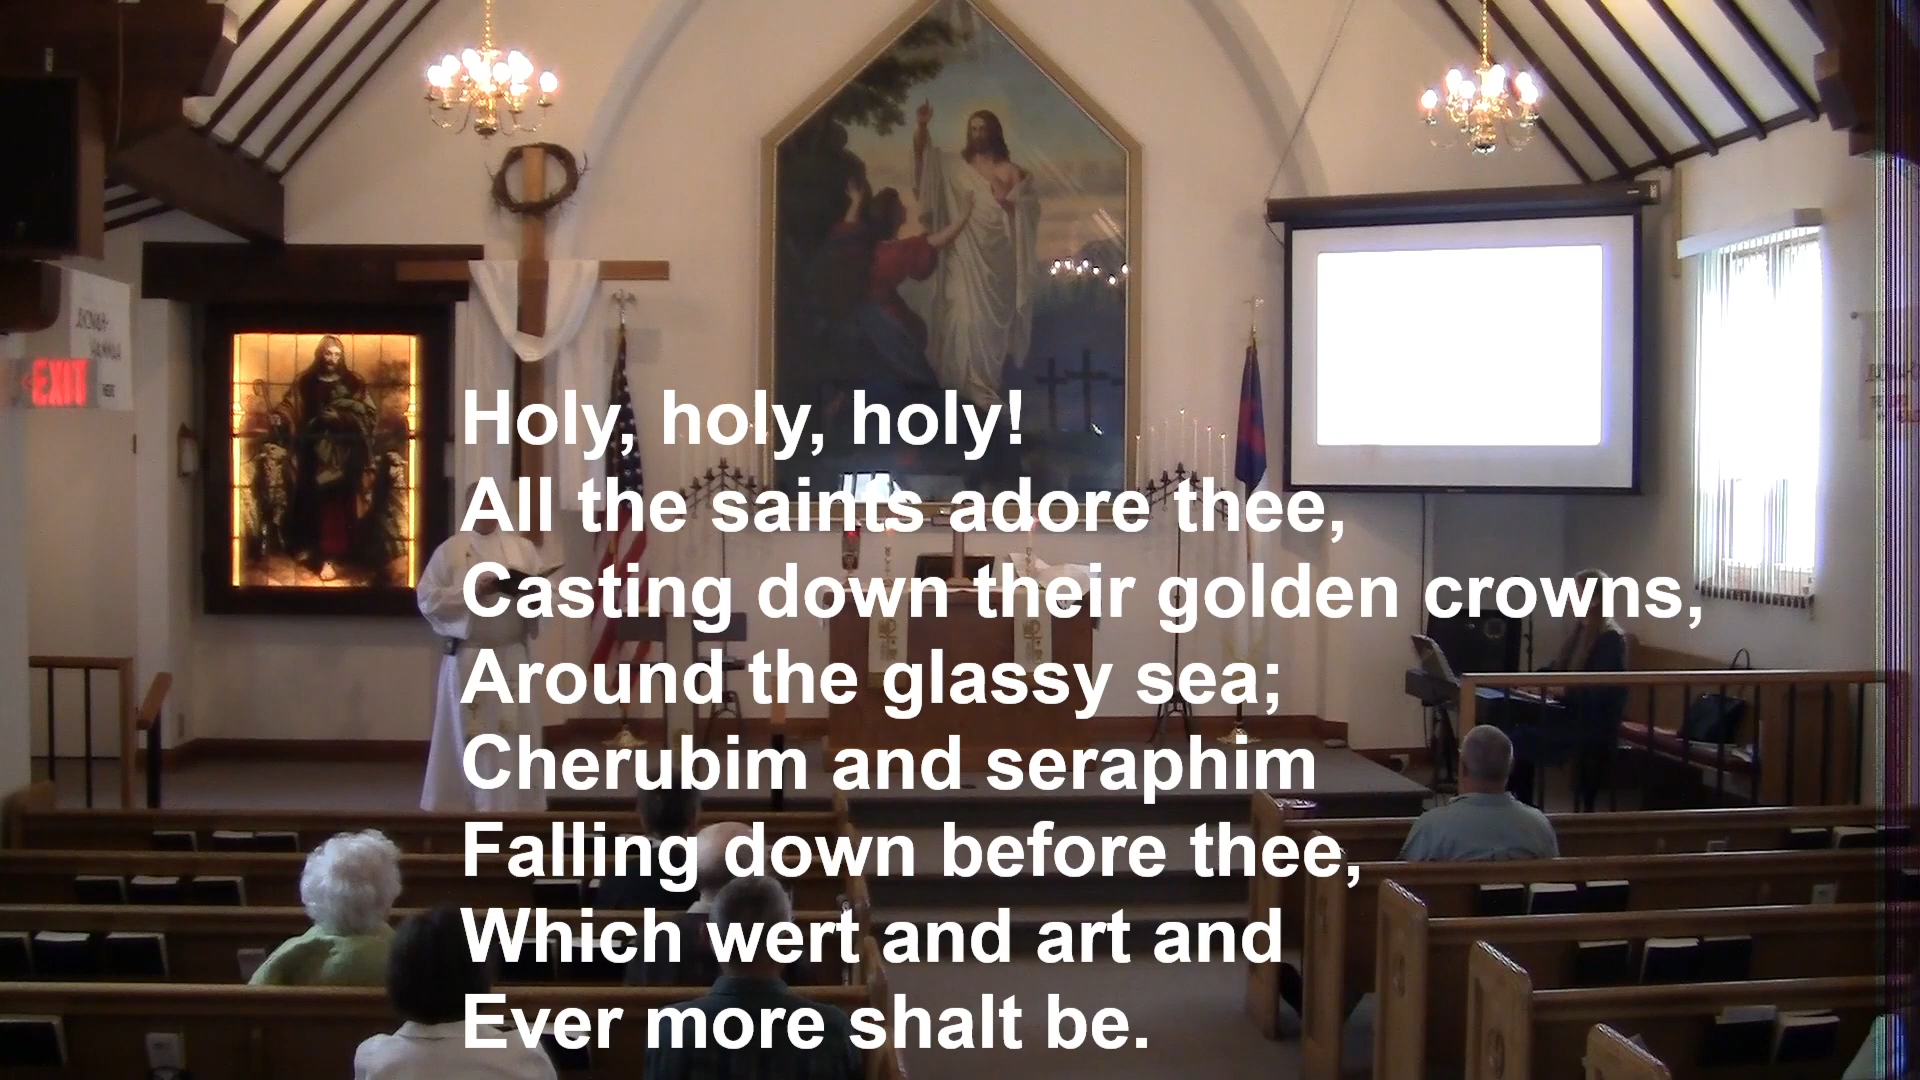 EXIT
HERE
Holy, holy, holy!
All the saints adore thee,
Casting down their golden crowns,
Around the glassy sea;
Cherubim and seraphim
Falling down before thee,
Which wert and art and
Ever more shalt be.